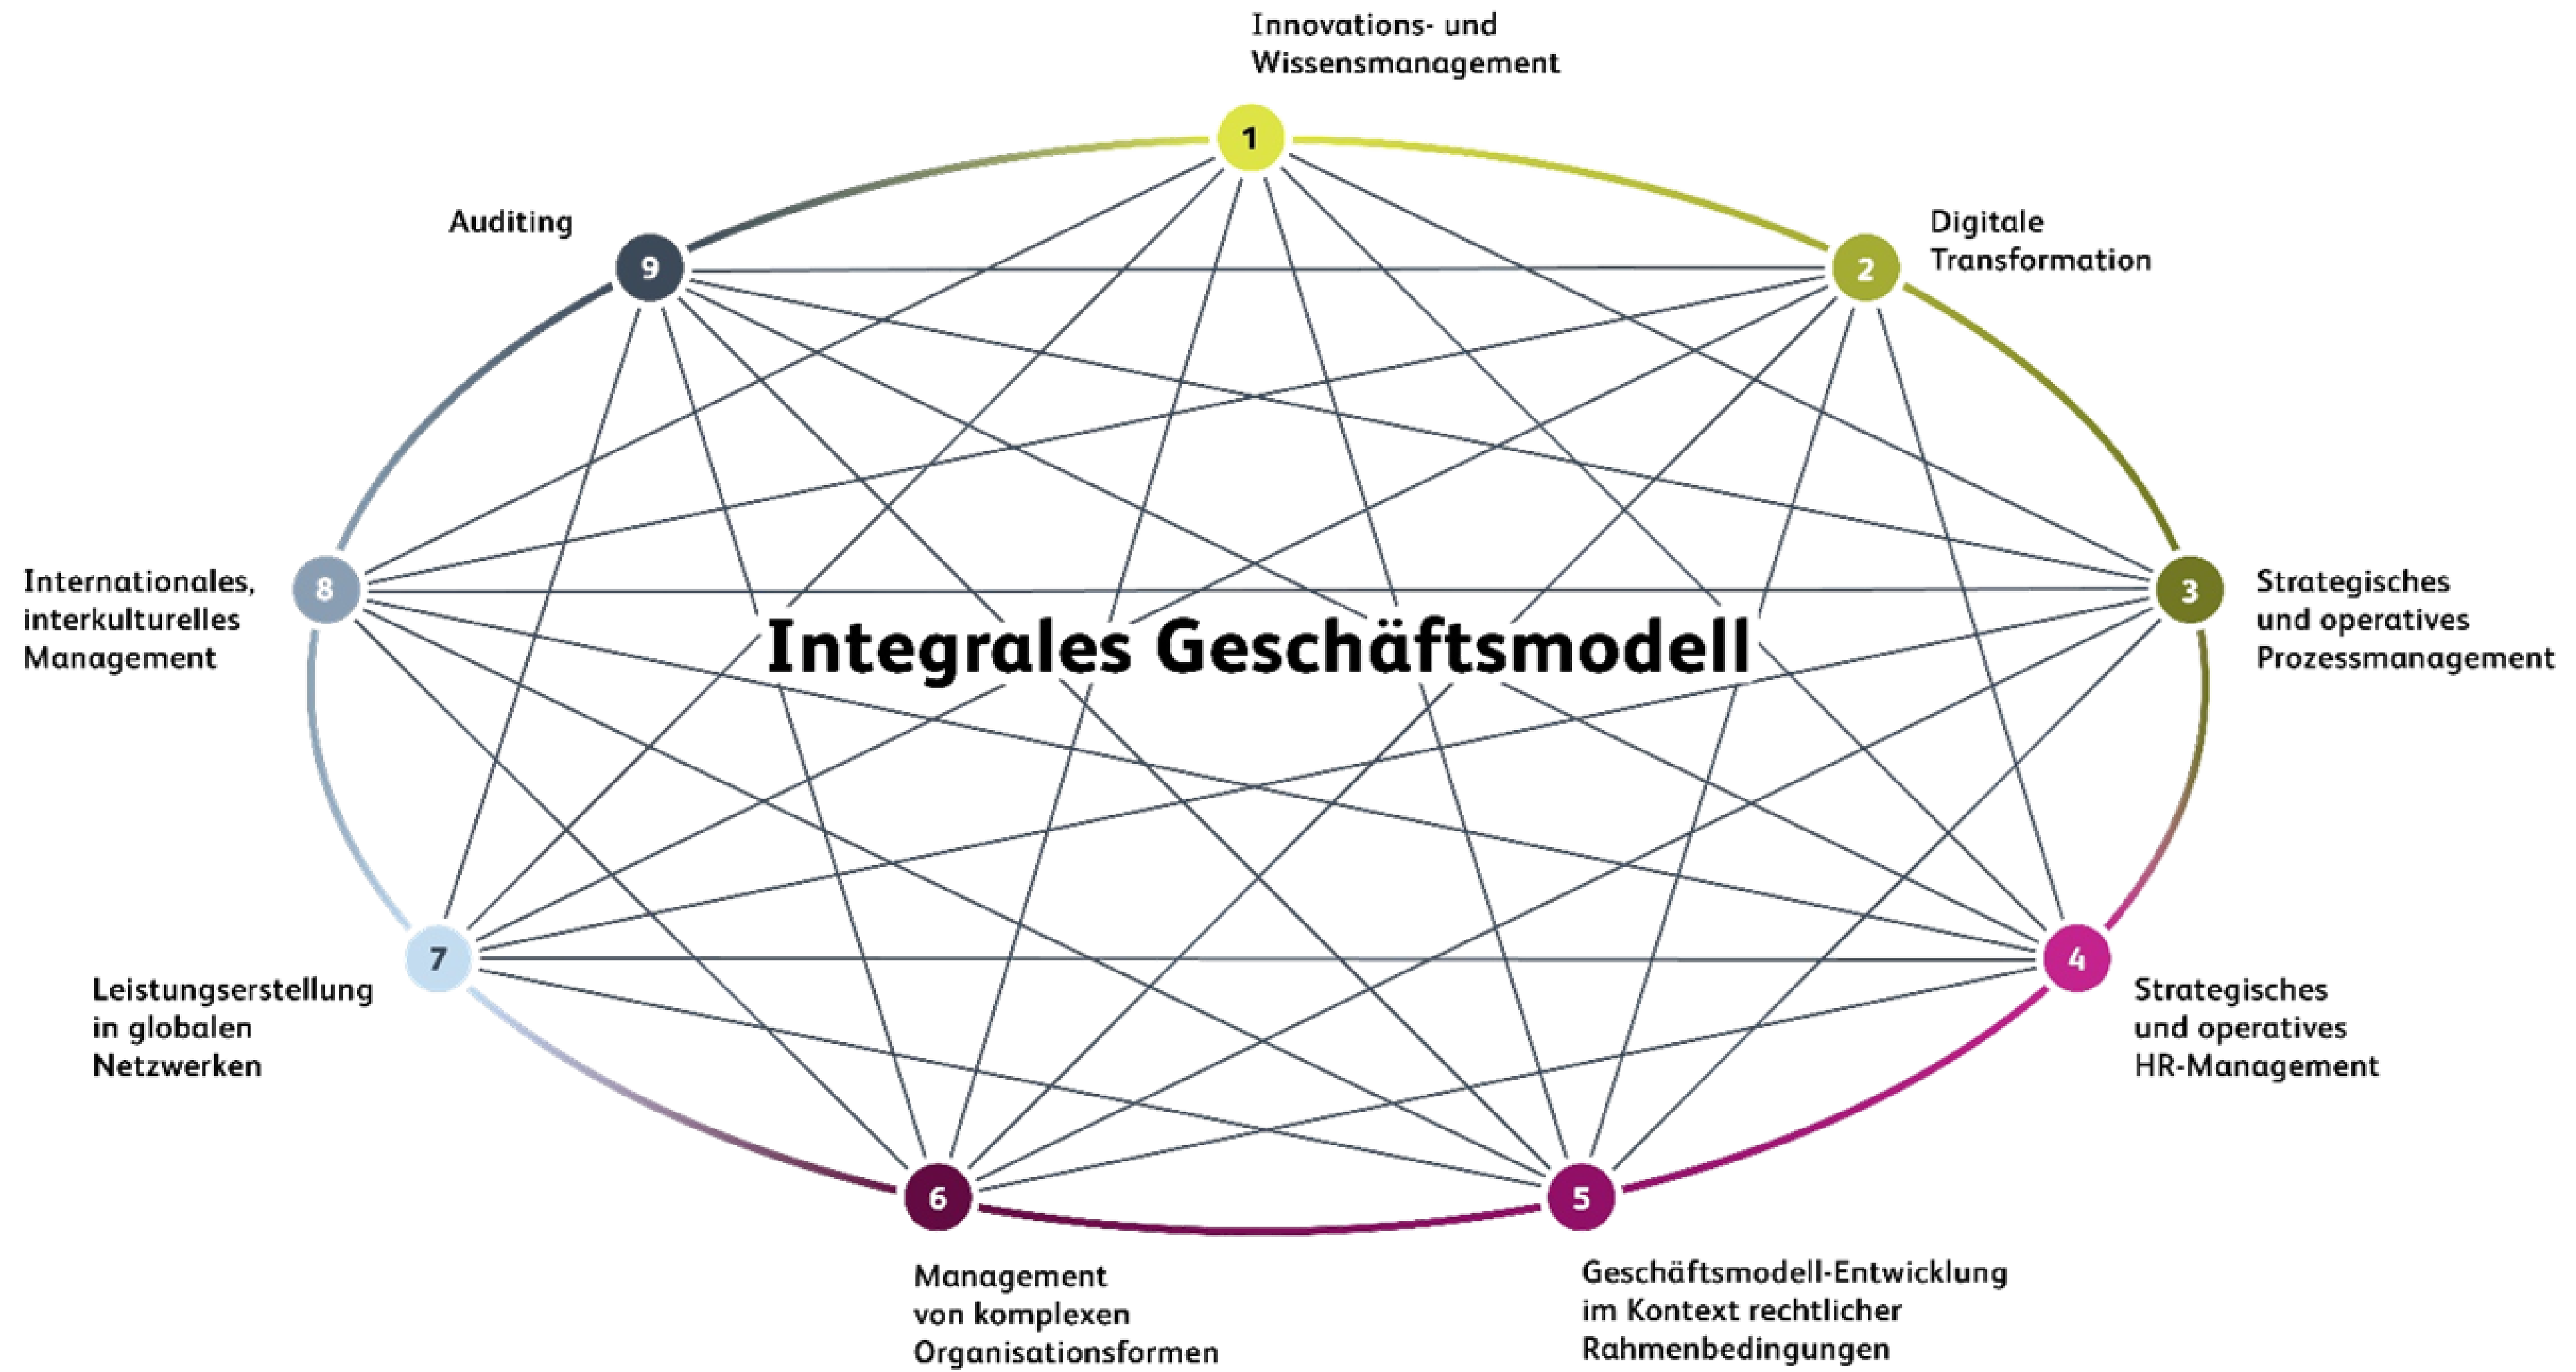 Innovations- und
Wissensmanagement
1
Auditing
9
2
Digitale
Transformation
Internationales,
interkulturelles
Management
8
3
Strategisches
und operatives
Prozessmanagement
Integrales Geschäftsmodell
7
Leistungserstellung
in globalen
Netzwerken
4
Strategisches
und operatives
HR-Management
6
Management
von komplexen
Organisationsformen
5
Geschäftsmodell-Entwicklung
im Kontext rechtlicher
Rahmenbedingungen